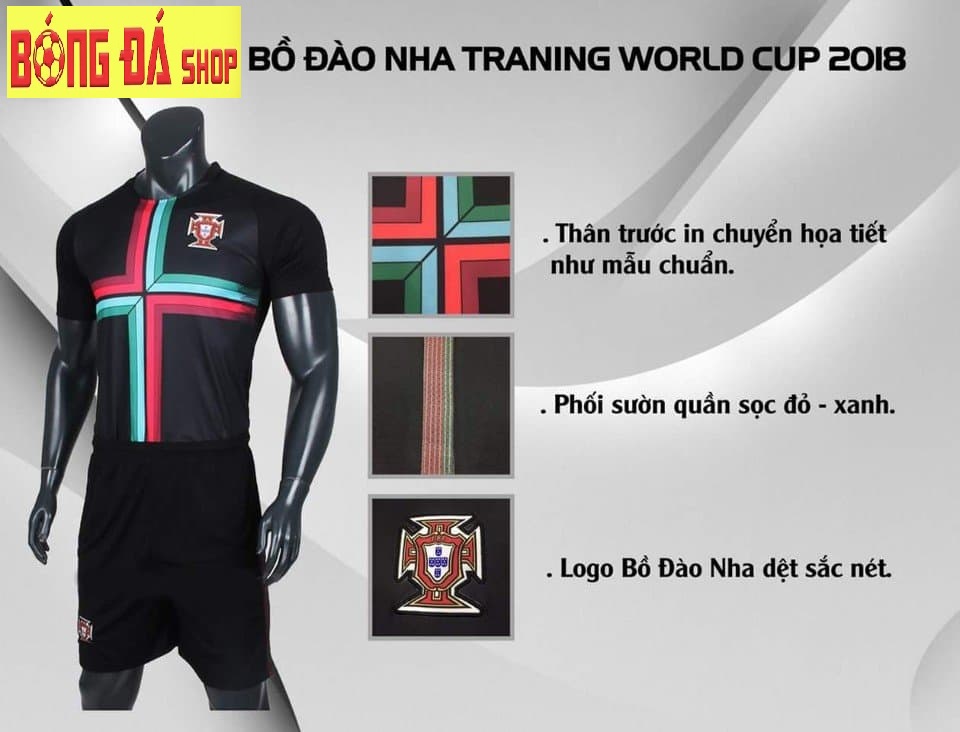 BÓNG ĐÁ SHOP
BỒ ĐÀO NHA TRANING WORLD CUP 2018
. Thân trước in chuyển họa tiết
như mẫu chuẩn.
. Phối sườn quần sọc đỏ - xanh.
. Logo Bồ Đào Nha dệt sắc nét.